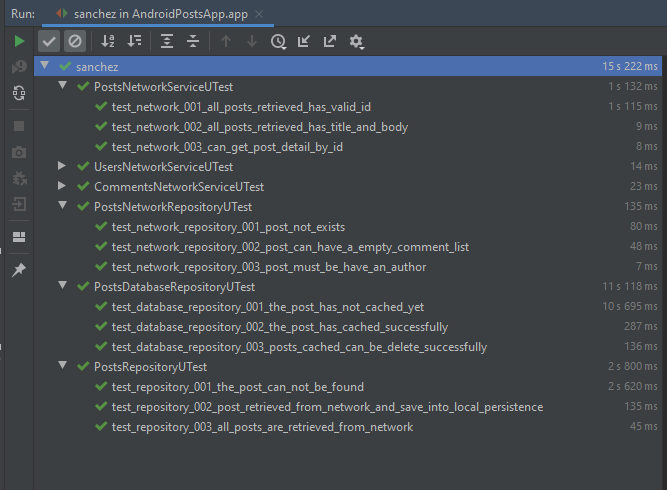 Run: sanchez in AndroidPostsApp.app
sanchez 15 s 222 ms
PostsNetworkServiceUTest 1 s 132 ms
test_network_001_all_posts_retrieved_has_valid_id 1 s 115 ms
test_network_002_all_posts_retrieved_has_title_and_body 9 ms
test_network_003_can_get_post_detail_by_id 8 ms
UsersNetworkServiceUTest 14 ms
CommentsNetworkServiceUTest 23 ms
PostsNetworkRepositoryUTest 135 ms
test_network_repository_001_post_not_exists 80 ms
test_network_repository_002_post_can_have_a_empty_comment_list 48 ms
test_network_repository_003_post_must_be_have_an_author 7 ms
PostsDatabaseRepositoryUTest 11 s 118 ms
test_database_repository_001_the_post_has_not_cached_yet 10 s 695 ms
test_database_repository_002_the_post_has_cached_successfully 287 ms
test_database_repository_003_posts_cached_can_be_delete_successfully 136 ms
PostsRepositoryUTest 2 s 800 ms
test_repository_001_the_post_can_not_be_found 2 s 620 ms
test_repository_002_post_retrieved_from_network_and_save_into_local_persistence 135 ms
test_repository_003_all_posts_are_retrieved_from_network 45 ms